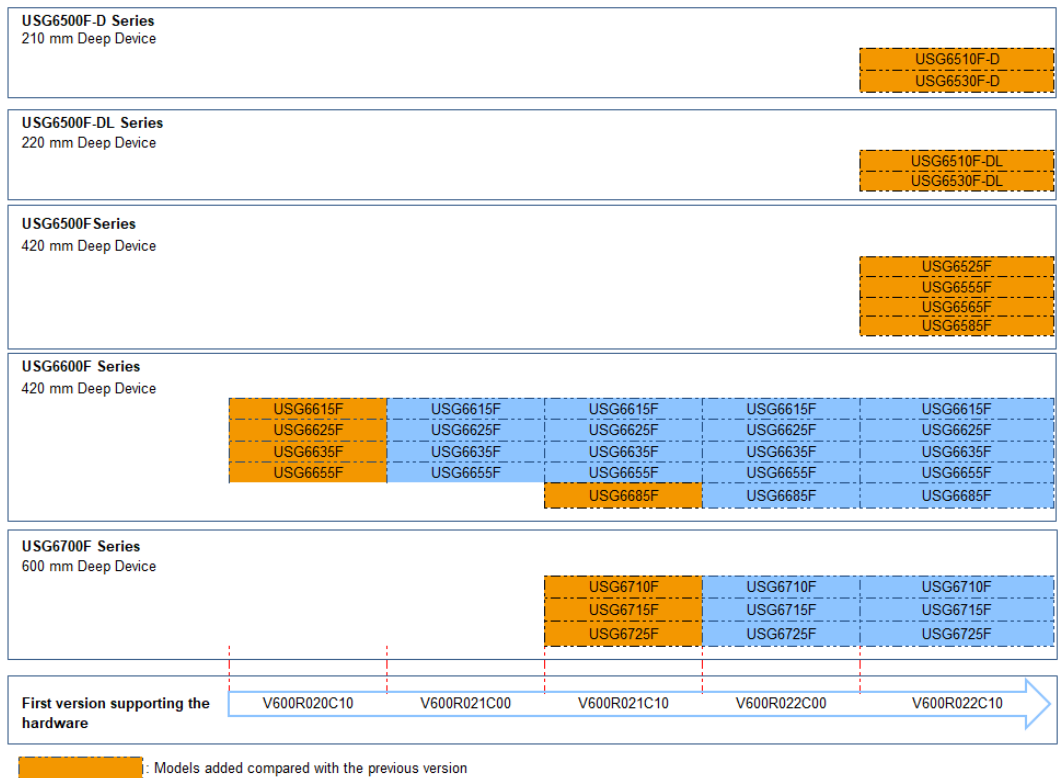 USG6500F-D Series
210 mm Deep Device
USG6510F-D
USG6530F-D
USG6500F-DL Series
220 mm Deep Device
USG6510F-DL
USG6530F-DL
USG6500FSeries
420 mm Deep Device
USG6525F
USG6555F
USG6565F
USG6585F
USG6600F Series
420 mm Deep Device
USG6615F USG6615F USG6615F USG6615F USG6615F
USG6625F USG6625F USG6625F USG6625F USG6625F
USG6635F USG6635F USG6635F USG6635F USG6635F
USG6655F USG6655F USG6655F USG6655F USG6655F
USG6685F USG6685F USG6685F
USG6700F Series
600 mm Deep Device
USG6710F USG6710F USG6710F
USG6715F USG6715F USG6715F
USG6725F USG6725F USG6725F
First version supporting the hardware
V600R020C10 V600R021C00 V600R021C10 V600R022C00 V600R022C10
: Models added compared with the previous version